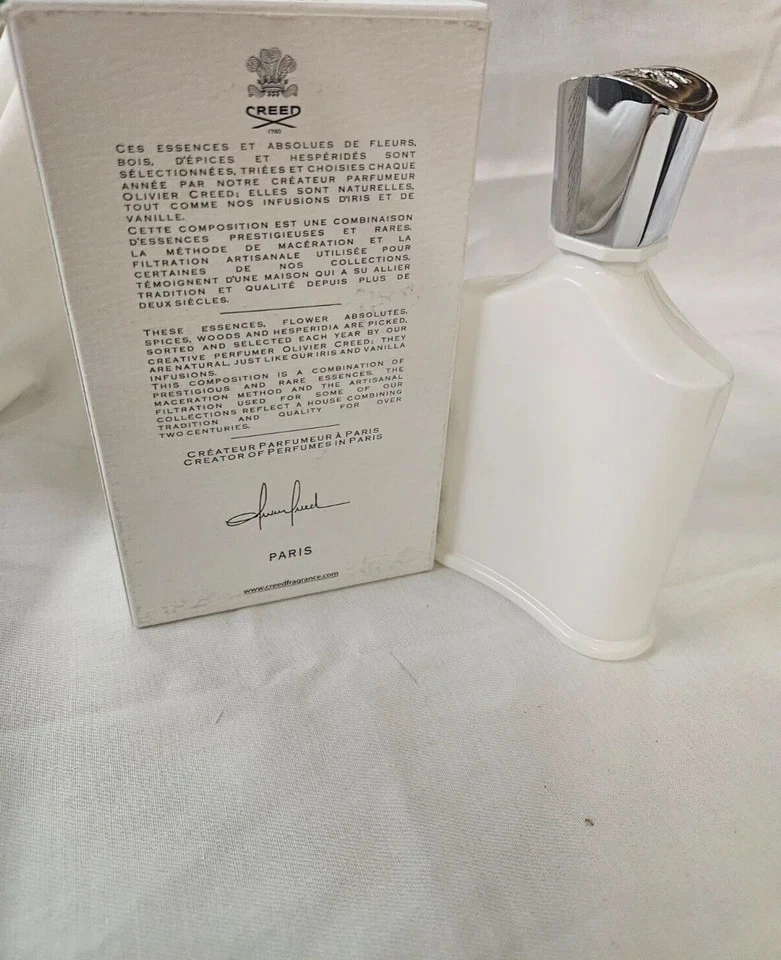 CREED
1760
CES ESSENCES ET ABSOLUES DE FLEURS,
BOIS, D'ÉPICES ET HESPÉRIDÉS SONT
SÉLECTIONNÉES, TRIÉES ET CHOISIES CHAQUE
ANNÉE PAR NOTRE CRÉATEUR PARFUMEUR
OLIVIER CREED; ELLES SONT NATURELLES,
TOUT COMME NOS INFUSIONS D'IRIS ET DE
VANILLE.
CETTE COMPOSITION EST UNE COMBINAISON
D'ESSENCES PRESTIGIEUSES ET RARES.
LA MÉTHODE DE MACÉRATION ET LA
FILTRATION ARTISANALE UTILISÉE POUR
CERTAINES DE NOS COLLECTIONS,
TÉMOIGNENT D'UNE MAISON QUI A SU ALLIER
TRADITION ET QUALITÉ DEPUIS PLUS DE
DEUX SIÈCLES.
THESE ESSENCES, FLOWER ABSOLUTES,
SPICES, WOODS AND HESPERIDIA ARE PICKED,
SORTED AND SELECTED EACH YEAR BY OUR
CREATIVE PERFUMER OLIVIER CREED; THEY
ARE NATURAL, JUST LIKE OUR IRIS AND VANILLA
INFUSIONS.
THIS COMPOSITION IS A COMBINATION OF
PRESTIGIOUS AND RARE ESSENCES. THE
MACERATION METHOD AND THE ARTISANAL
FILTRATION USED FOR SOME OF OUR
COLLECTIONS REFLECT A HOUSE COMBINING
TRADITION AND QUALITY FOR OVER
TWO CENTURIES.
CRÉATEUR PARFUMEUR À PARIS
CREATOR OF PERFUMES IN PARIS
PARIS
www.creedfragrance.com